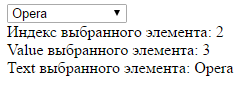 Opera
Индекс выбранного элемента: 2
Value выбранного элемента: 3
Text выбранного элемента: Opera